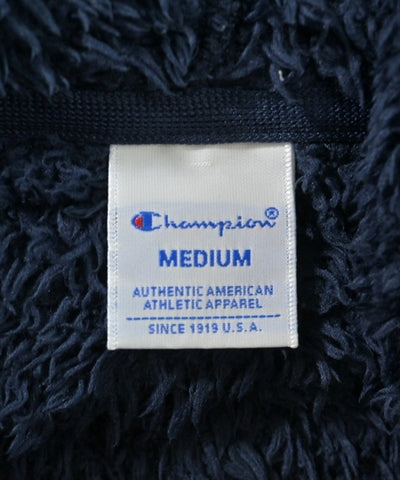 Champion®
MEDIUM
AUTHENTIC AMERICAN
ATHLETIC APPAREL
SINCE 1919 U.S.A.